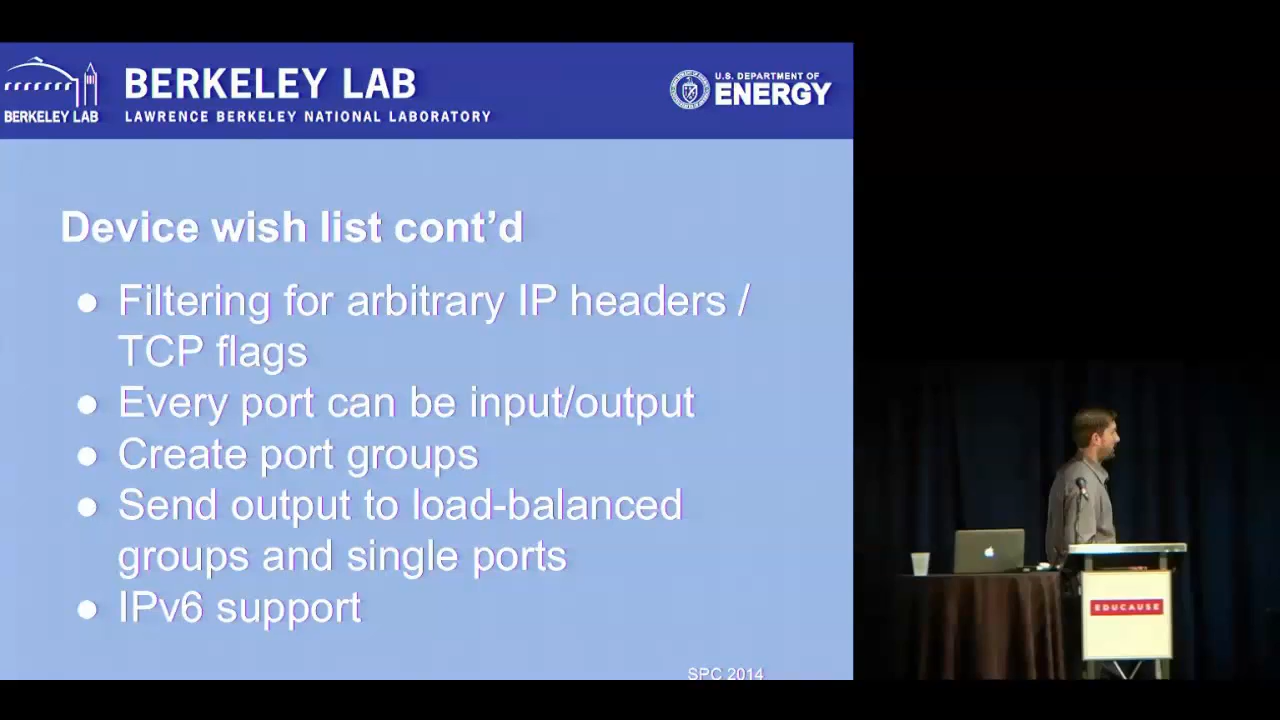 BERKELEY LAB
BERKELEY LAB
LAWRENCE BERKELEY NATIONAL LABORATORY
U.S. DEPARTMENT OF
ENERGY
Device wish list cont’d
● Filtering for arbitrary IP headers /
TCP flags
● Every port can be input/output
● Create port groups
● Send output to load-balanced
groups and single ports
● IPv6 support
SPC 2014
EDUCAUSE